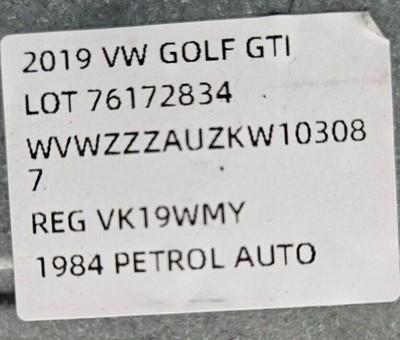 2019 VW GOLF GTI
LOT 76172834
WVWZZZAUZKW10308
7
REG VK19WMY
1984 PETROL AUTO